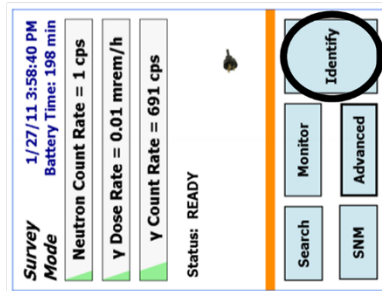 Survey Mode
1/27/11 3:58:40 PM
Battery Time: 198 min
Neutron Count Rate = 1 cps
γ Dose Rate = 0.01 mrem/h
γ Count Rate = 691 cps
Status: READY
Search
Monitor
Identify
SNM
Advanced